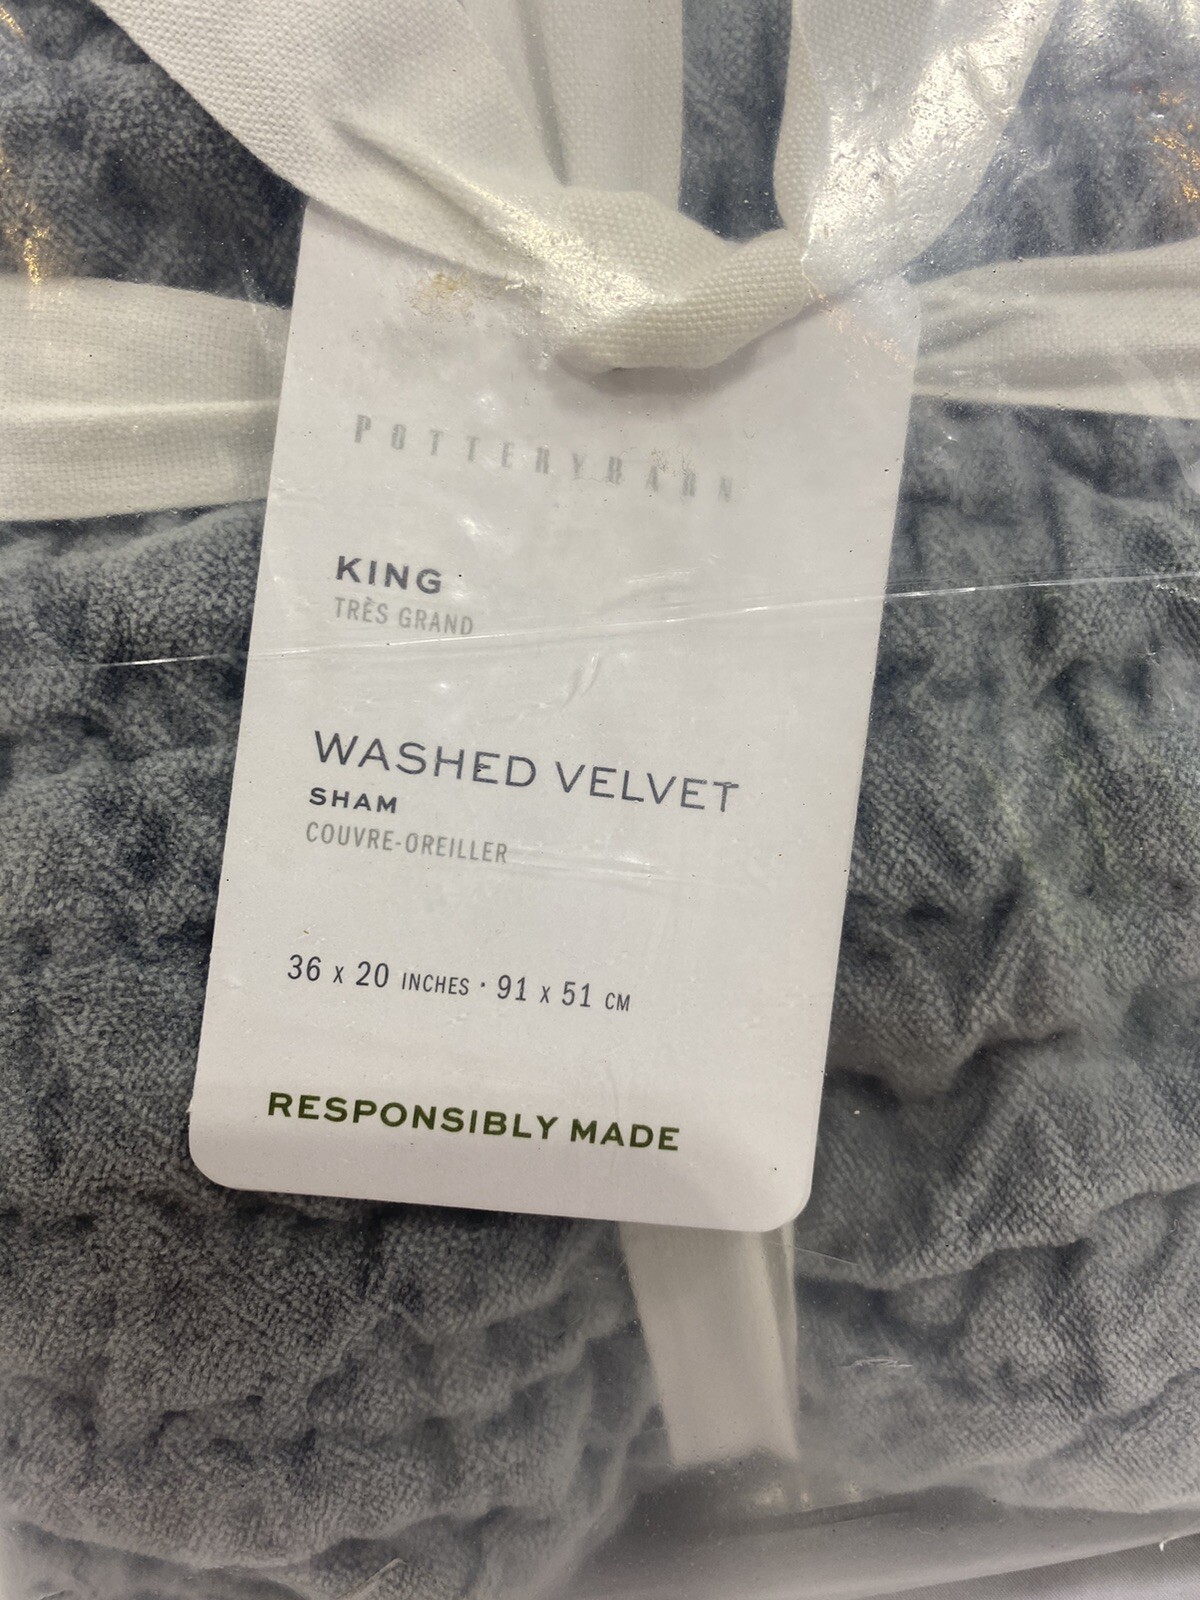 POTTERYBARN
KING
TRÈS GRAND
WASHED VELVET
SHAM
COUVRE-OREILLER
36 x 20 INCHES · 91 x 51 CM
RESPONSIBLY MADE